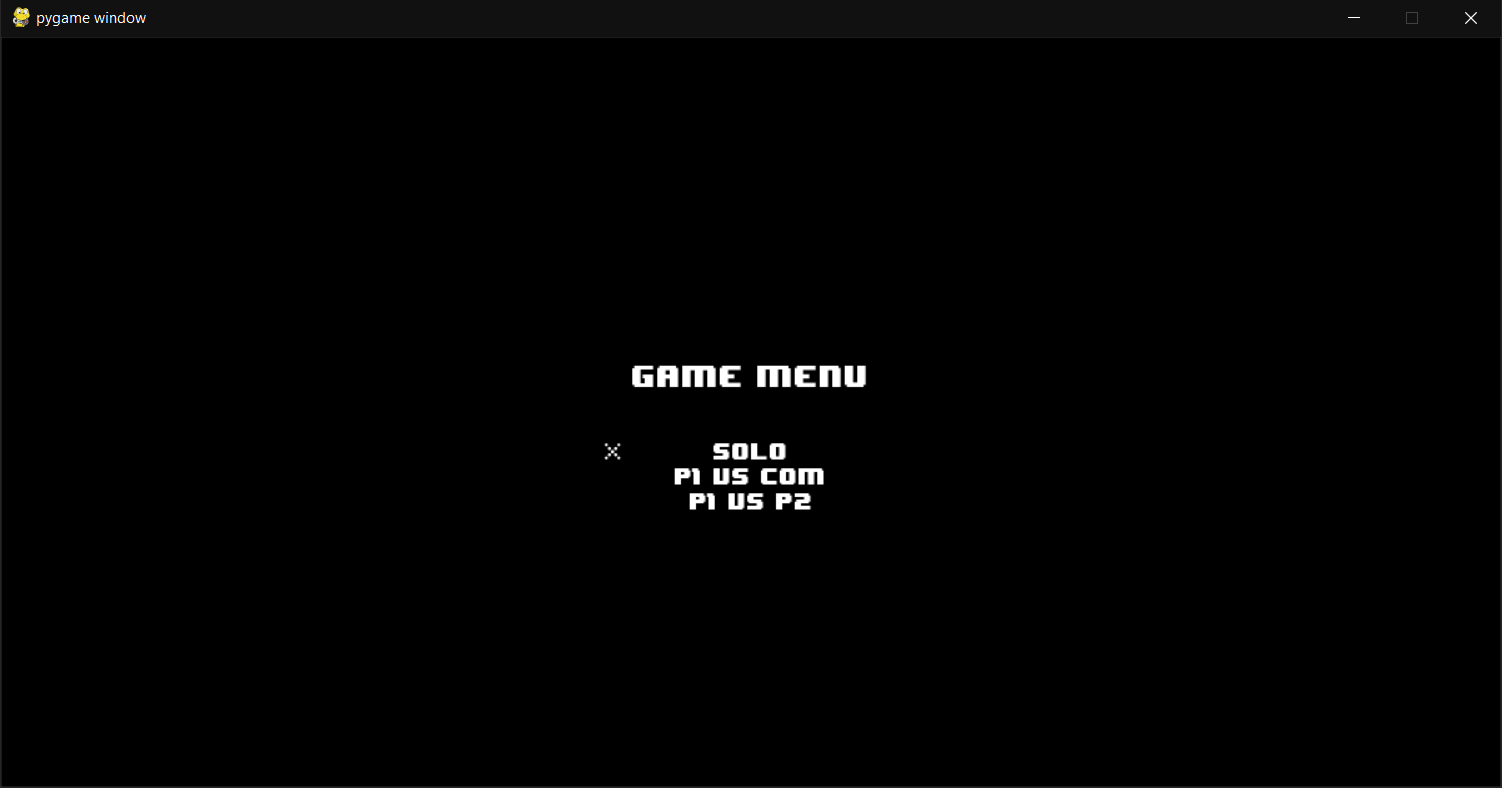 pygame window
GAME MENU
X SOLO
P1 VS COM
P1 VS P2